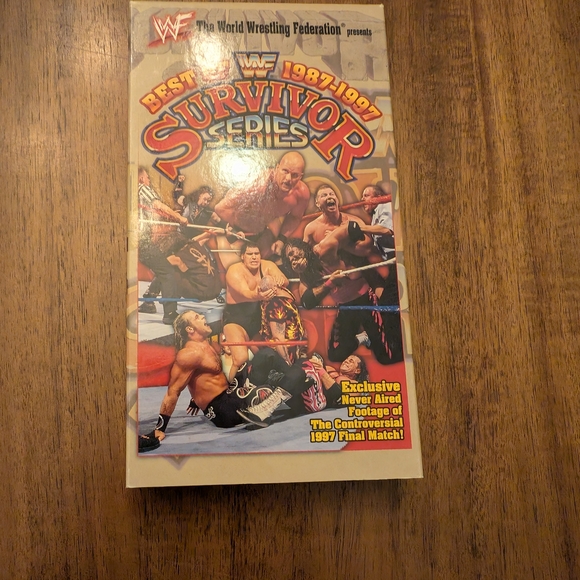 WF The World Wrestling Federation® presents
BEST OF WWF 1987-1997
SURVIVOR
SERIES
Exclusive
Never Aired
Footage of
The Controversial
1997 Final Match!